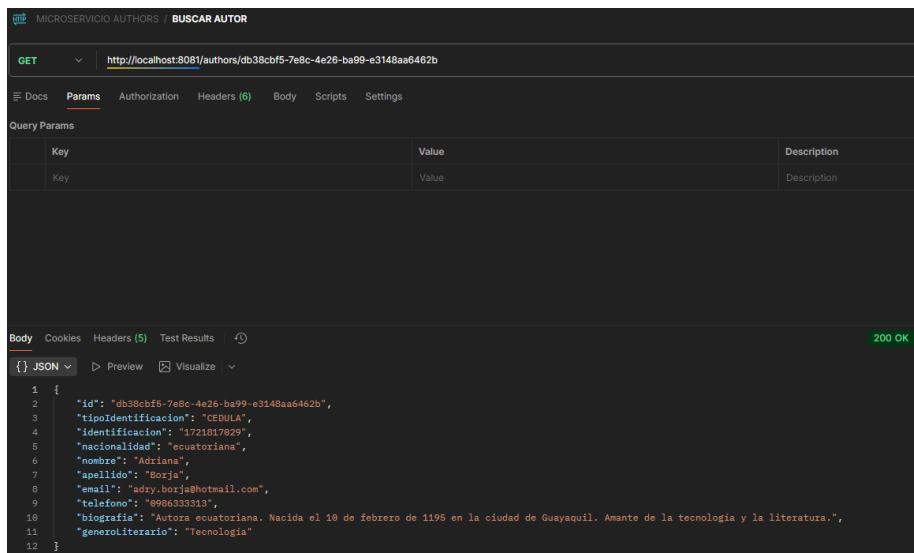 HTTP MICROSERVICIO AUTHORS / BUSCAR AUTOR
GET http://localhost:8081/authors/db38cbf5-7e8c-4e26-ba99-e3148aa6462b
Docs Params Authorization Headers (6) Body Scripts Settings
Query Params
Key Value Description
Key Value Description
Body Cookies Headers (5) Test Results 200 OK
{} JSON Preview Visualize
1 {
2 "id": "db38cbf5-7e8c-4e26-ba99-e3148aa6462b",
3 "tipoIdentificacion": "CEDULA",
4 "identificacion": "1721817029",
5 "nacionalidad": "ecuatoriana",
6 "nombre": "Adriana",
7 "apellido": "Borja",
8 "email": "adry.borja@hotmail.com",
9 "telefono": "0986333313",
10 "biografia": "Autora ecuatoriana. Nacida el 10 de febrero de 1195 en la ciudad de Guayaquil. Amante de la tecnología y la literatura.",
11 "generoLiterario": "Tecnología"
12 }